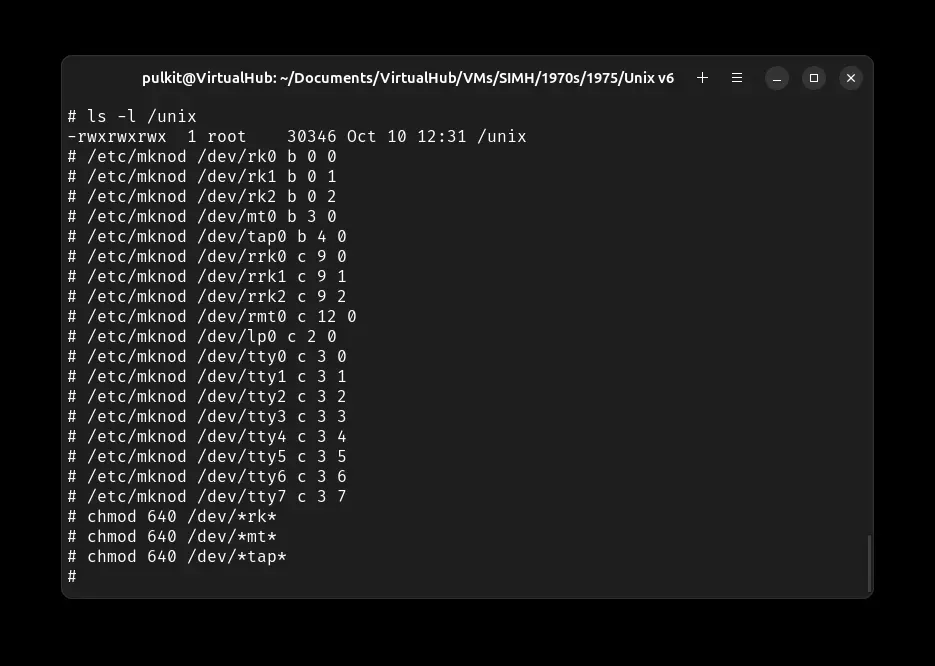 pulkit@VirtualHub: ~/Documents/VirtualHub/VMs/SIMH/1970s/1975/Unix v6
# ls -l /unix
-rwxrwxrwx  1 root    30346 Oct 10 12:31 /unix
# /etc/mknod /dev/rk0 b 0 0
# /etc/mknod /dev/rk1 b 0 1
# /etc/mknod /dev/rk2 b 0 2
# /etc/mknod /dev/mt0 b 3 0
# /etc/mknod /dev/tap0 b 4 0
# /etc/mknod /dev/rrk0 c 9 0
# /etc/mknod /dev/rrk1 c 9 1
# /etc/mknod /dev/rrk2 c 9 2
# /etc/mknod /dev/rmt0 c 12 0
# /etc/mknod /dev/lp0 c 2 0
# /etc/mknod /dev/tty0 c 3 0
# /etc/mknod /dev/tty1 c 3 1
# /etc/mknod /dev/tty2 c 3 2
# /etc/mknod /dev/tty3 c 3 3
# /etc/mknod /dev/tty4 c 3 4
# /etc/mknod /dev/tty5 c 3 5
# /etc/mknod /dev/tty6 c 3 6
# /etc/mknod /dev/tty7 c 3 7
# chmod 640 /dev/*rk*
# chmod 640 /dev/*mt*
# chmod 640 /dev/*tap*
#